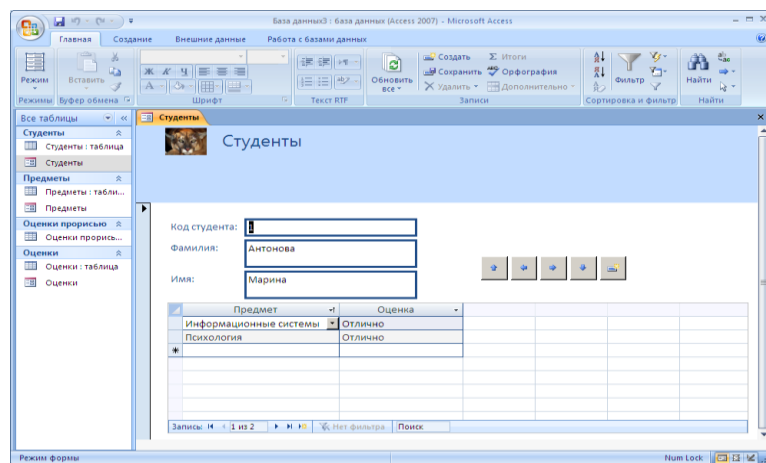 База данных3 : база данных (Access 2007) - Microsoft Access
Главная Создание Внешние данные Работа с базами данных
Режим Вставить Ж К Ч Обновить все Создать Сохранить Удалить Итоги Орфография Дополнительно Фильтр Найти
Режимы Буфер обмена Шрифт Текст RTF Записи Сортировка и фильтр Найти
Все таблицы
Студенты
Студенты : таблица
Студенты
Предметы
Предметы : табли...
Предметы
Оценки прорисью
Оценки прорись...
Оценки
Оценки : таблица
Оценки
Студенты
Студенты
Код студента: 1
Фамилия: Антонова
Имя: Марина
Предмет Оценка
Информационные системы Отлично
Психология Отлично
Запись: 1 из 2 Нет фильтра Поиск
Режим формы Num Lock